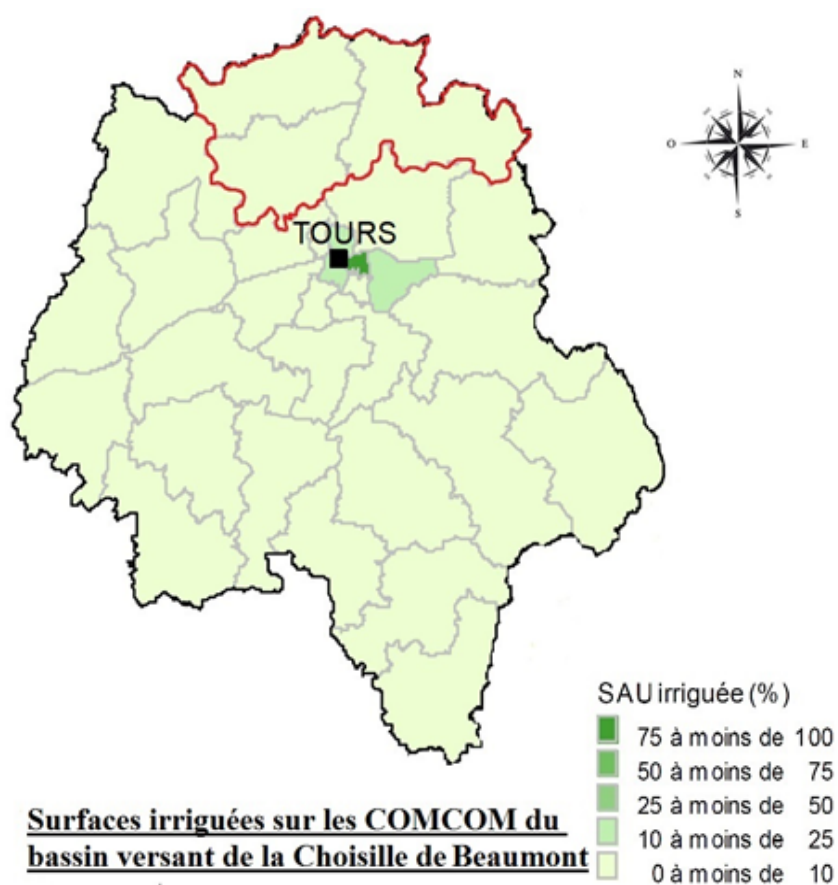 N
O
E
S
TOURS
SAU irriguée (%)
75 à moins de 100
50 à moins de 75
25 à moins de 50
10 à moins de 25
0 à moins de 10
Surfaces irriguées sur les COMCOM du
bassin versant de la Choisille de Beaumont